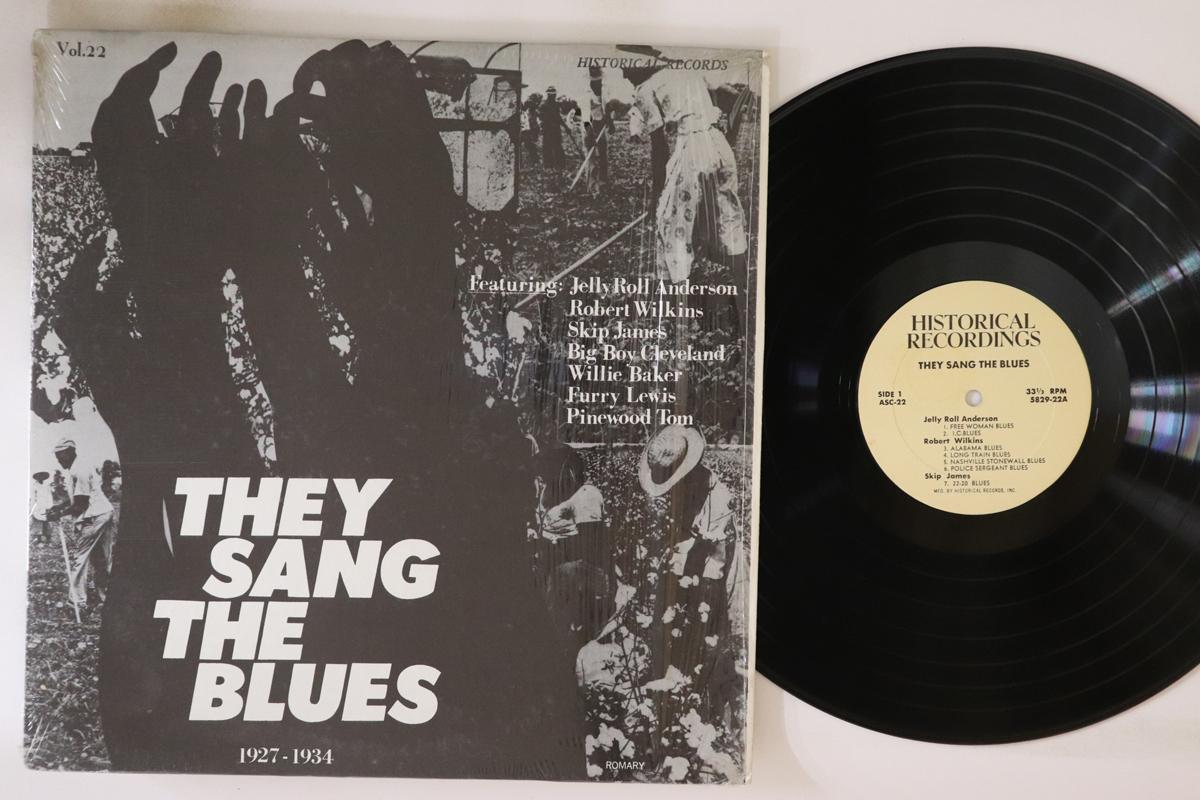 Vol.22
HISTORICAL RECORDS
Featuring: Jelly Roll Anderson
Robert Wilkins
Skip James
Big Boy Cleveland
Willie Baker
Furry Lewis
Pinewood Tom
THEY
SANG
THE
BLUES
1927-1934
ROMARY
HISTORICAL
RECORDINGS
THEY SANG THE BLUES
SIDE 1
ASC-22
33⅓ RPM
5829-22A
Jelly Roll Anderson
1. FREE WOMAN BLUES
2. I.C. BLUES
Robert Wilkins
3. ALABAMA BLUES
4. LONG TRAIN BLUES
5. NASHVILLE STONEWALL BLUES
6. POLICE SERGEANT BLUES
Skip James
7. 22-20 BLUES
MFD. BY HISTORICAL RECORDS, INC.